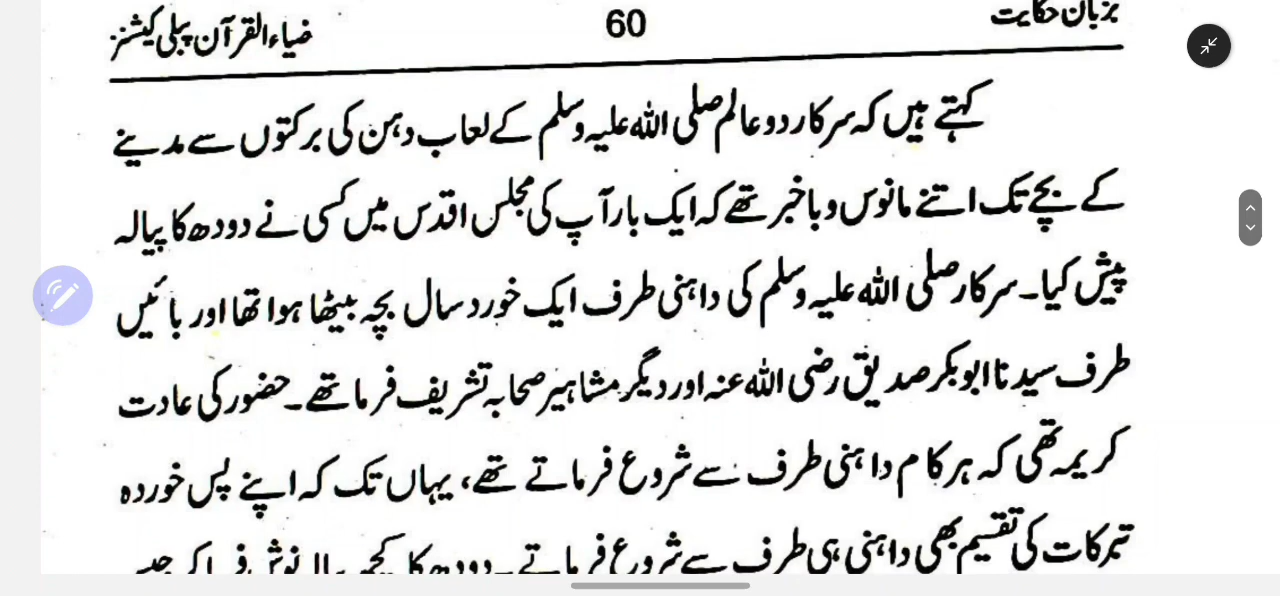 بزبان حکایت 60 ضیاء القرآن پبلی کیشنز
کہتے ہیں کہ سرکار دو عالم صلی اللہ علیہ وسلم کے لعاب دہن کی برکتوں سے مدینے
کے بچے تک اتنے مانوس و باخبر تھے کہ ایک بار آپ کی مجلس اقدس میں کسی نے دودھ کا پیالہ
پیش کیا۔ سرکار صلی اللہ علیہ وسلم کی داہنی طرف ایک خورد سال بچہ بیٹھا ہوا تھا اور بائیں
طرف سیدنا ابوبکر صدیق رضی اللہ عنہ اور دیگر مشاہیر صحابہ تشریف فرما تھے۔ حضور کی عادت
کریمہ تھی کہ ہر کام داہنی طرف سے شروع فرماتے تھے، یہاں تک کہ اپنے پس خوردہ
تبرکات کی تقسیم بھی داہنی ہی طرف سے شروع فرماتے۔ دودھ کا کچھ